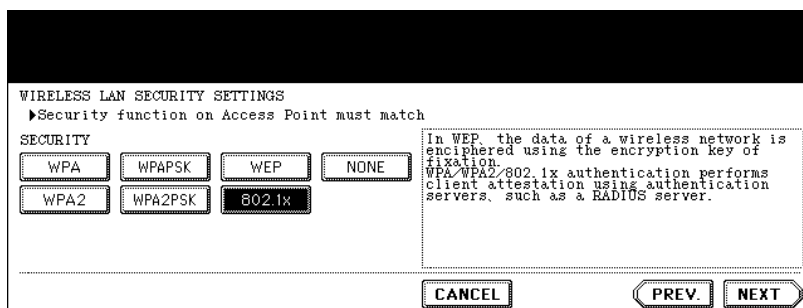 WIRELESS LAN SECURITY SETTINGS
▶Security function on Access Point must match
SECURITY
WPA WPAPSK WEP NONE
WPA2 WPA2PSK 802.1x
In WEP, the data of a wireless network is
enciphered using the encryption key of
fixation.
WPA/WPA2/802.1x authentication performs
client attestation using authentication
servers, such as a RADIUS server.
CANCEL PREV. NEXT